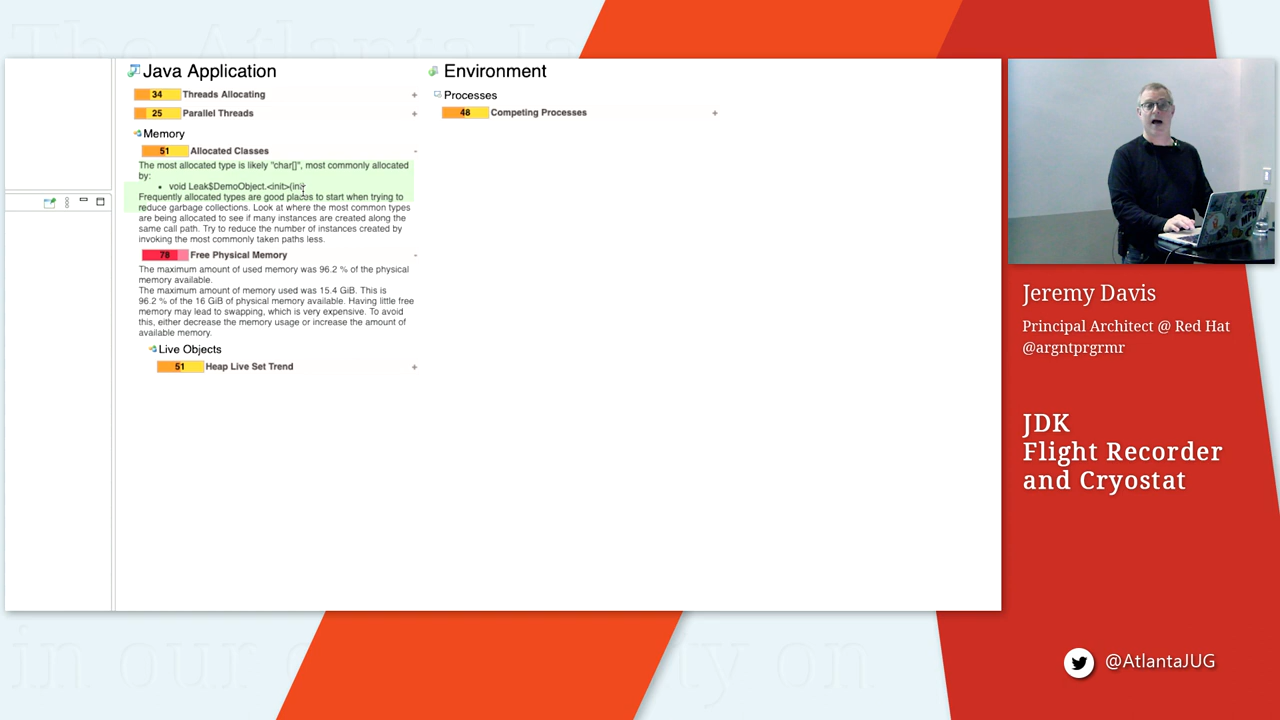 Java Application
34 Threads Allocating +
25 Parallel Threads +
Memory
51 Allocated Classes -
The most allocated type is likely "char[]", most commonly allocated
by:
• void Leak$DemoObject.<init>(int)
Frequently allocated types are good places to start when trying to
reduce garbage collections. Look at where the most common types
are being allocated to see if many instances are created along the
same call path. Try to reduce the number of instances created by
invoking the most commonly taken paths less.
78 Free Physical Memory -
The maximum amount of used memory was 96.2 % of the physical
memory available.
The maximum amount of memory used was 15.4 GiB. This is
96.2 % of the 16 GiB of physical memory available. Having little free
memory may lead to swapping, which is very expensive. To avoid
this, either decrease the memory usage or increase the amount of
available memory.
Live Objects
51 Heap Live Set Trend +
Environment
Processes
48 Competing Processes +
Jeremy Davis
Principal Architect @ Red Hat
@argntprgrmr
JDK
Flight Recorder
and Cryostat
@AtlantaJUG
The Atlanta Ja
in our
on